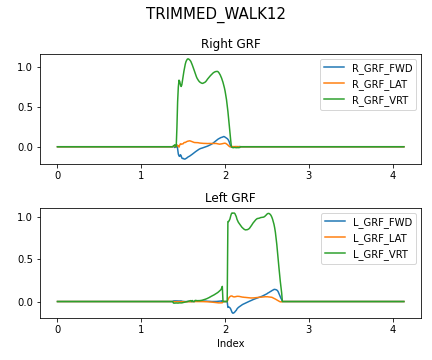 TRIMMED_WALK12
Right GRF
1.0
0.5
0.0
R_GRF_FWD
R_GRF_LAT
R_GRF_VRT
0 1 2 3 4
Left GRF
1.0
0.5
0.0
L_GRF_FWD
L_GRF_LAT
L_GRF_VRT
0 1 2 3 4
Index